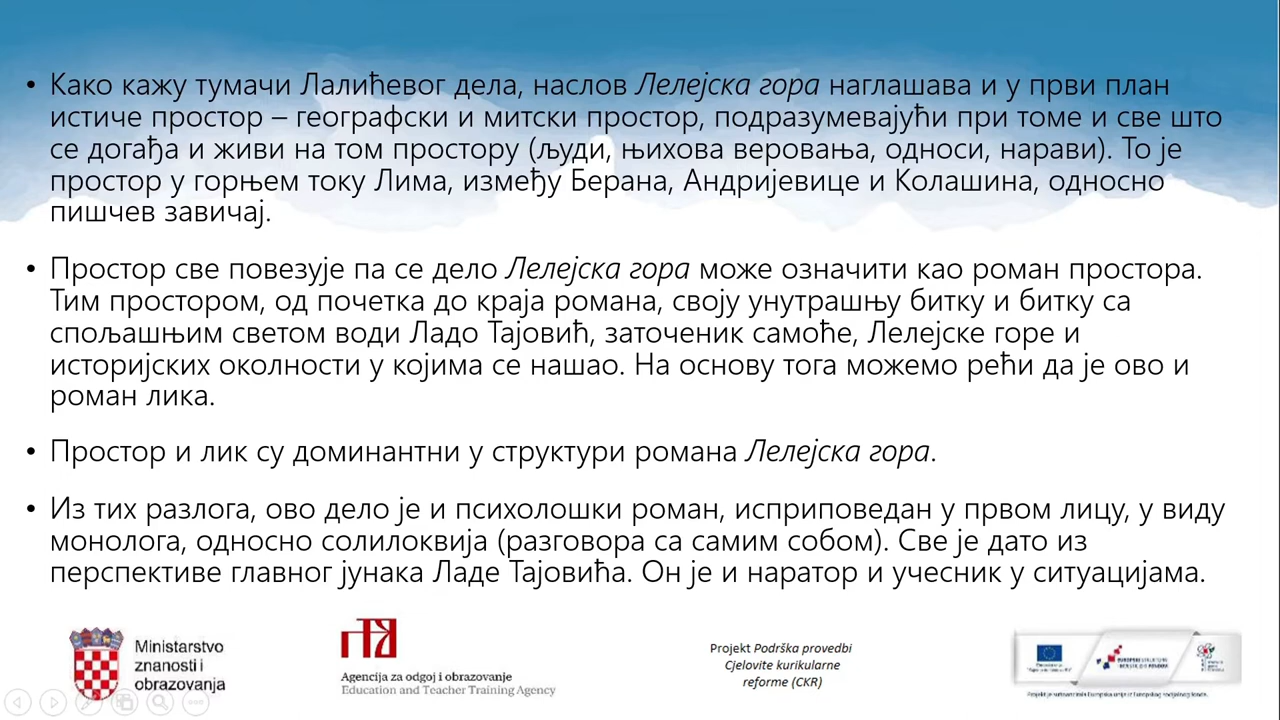 • Како кажу тумачи Лалићевог дела, наслов Лелејска гора наглашава и у први план
истиче простор – географски и митски простор, подразумевајући при томе и све што
се догађа и живи на том простору (људи, њихова веровања, односи, нарави). То је
простор у горњем току Лима, између Берана, Андријевице и Колашина, односно
пишчев завичај.
• Простор све повезује па се дело Лелејска гора може означити као роман простора.
Тим простором, од почетка до краја романа, своју унутрашњу битку и битку са
спољашњим светом води Ладо Тајовић, заточеник самоће, Лелејске горе и
историјских околности у којима се нашао. На основу тога можемо рећи да је ово и
роман лика.
• Простор и лик су доминантни у структури романа Лелејска гора.
• Из тих разлога, ово дело је и психолошки роман, исприповедан у првом лицу, у виду
монолога, односно солилоквија (разговора са самим собом). Све је дато из
перспективе главног јунака Ладе Тајовића. Он је и наратор и учесник у ситуацијама.
Ministarstvo
znanosti i
obrazovanja
Agencija za odgoj i obrazovanje
Education and Teacher Training Agency
Projekt Podrška provedbi
Cjelovite kurikularne
reforme (CKR)